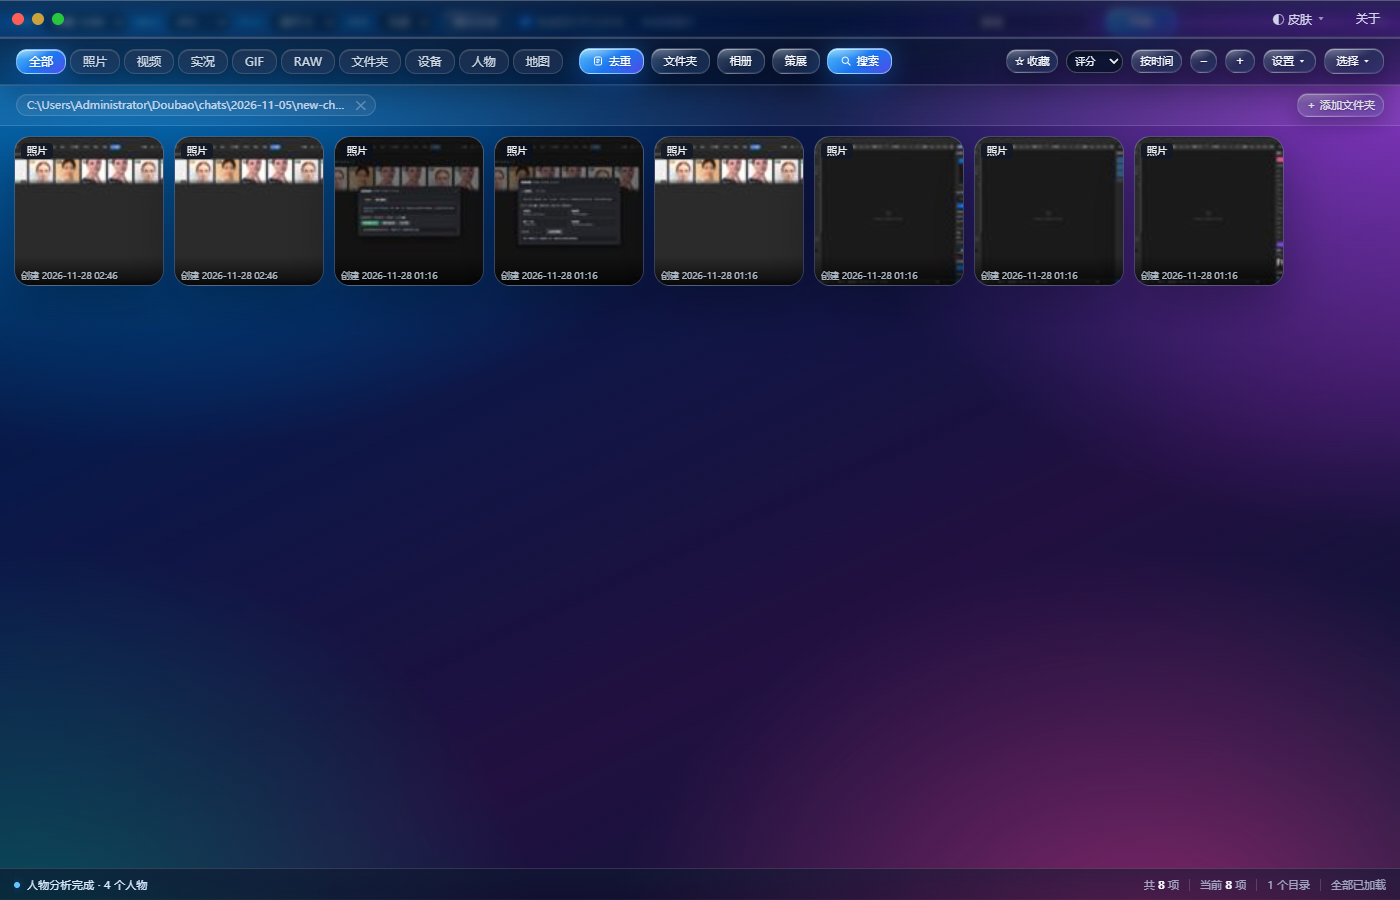 皮肤 关于
全部 照片 视频 实况 GIF RAW 文件夹 设备 人物 地图 去重 文件夹 相册 策展 搜索 ☆收藏 评分 按时间 − + 设置 选择
C:\Users\Administrator\Doubao\chats\2026-11-05\new-ch... + 添加文件夹
照片 照片 照片 照片 照片 照片 照片 照片
创建 2026-11-28 02:46 创建 2026-11-28 02:46 创建 2026-11-28 01:16 创建 2026-11-28 01:16 创建 2026-11-28 01:16 创建 2026-11-28 01:16 创建 2026-11-28 01:16 创建 2026-11-28 01:16
人物分析完成 · 4 个人物 共 8 项 当前 8 项 1 个目录 全部已加载